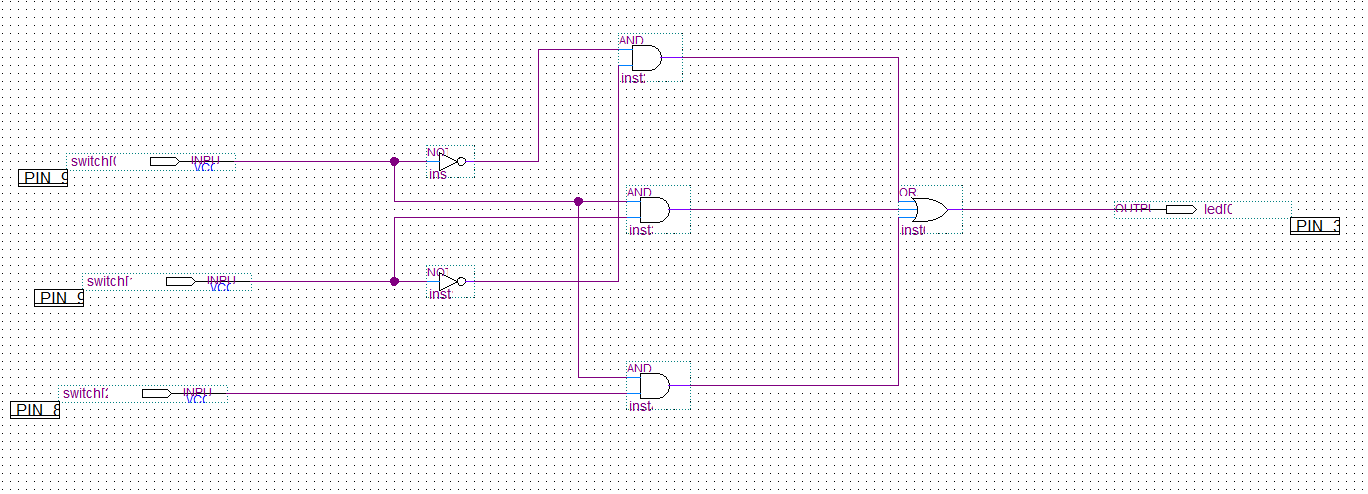 AND
inst
NOT
switch[0
INPU
VCC
PIN_9
ins
AND
OR
inst
OUTPU
led[0
inst
PIN_3
NOT
switch[1
INPU
VCC
inst
PIN_9
AND
switch[2
INPU
VCC
inst
PIN_8